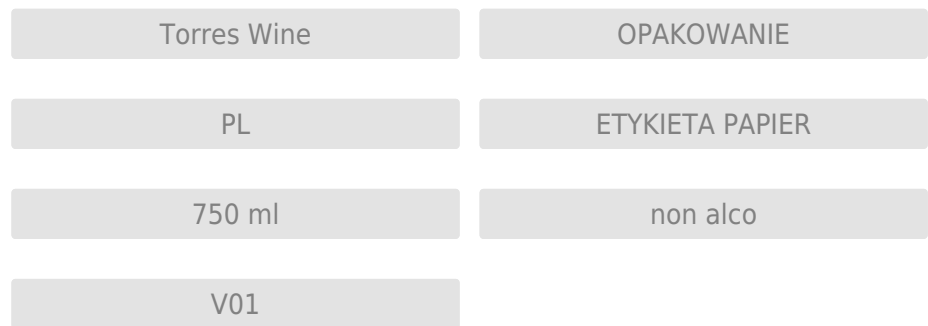 Torres Wine
OPAKOWANIE
PL
ETYKIETA PAPIER
750 ml
non alco
V01